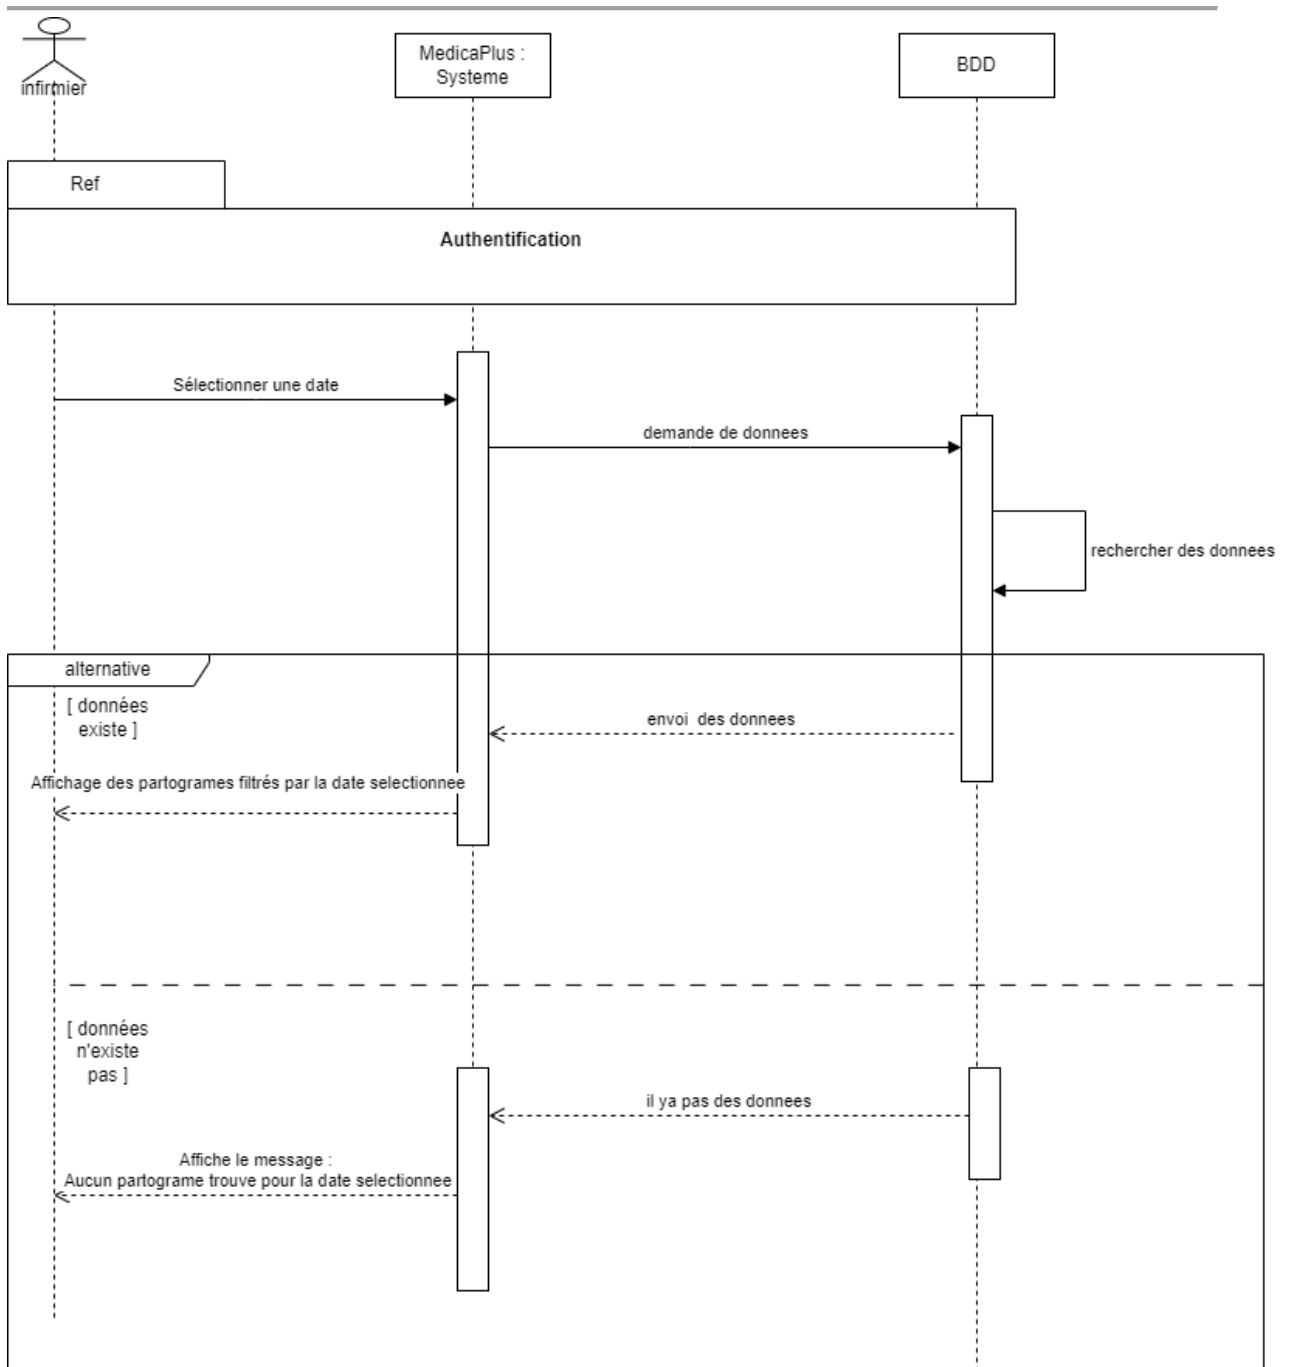 infirmier
MedicaPlus :
Systeme
BDD
Ref
Authentification
Sélectionner une date
demande de donnees
rechercher des donnees
alternative
[ données
existe ]
envoi  des donnees
Affichage des partogrames filtrés par la date selectionnee
[ données
n'existe
pas ]
il ya pas des donnees
Affiche le message :
Aucun partograme trouve pour la date selectionnee